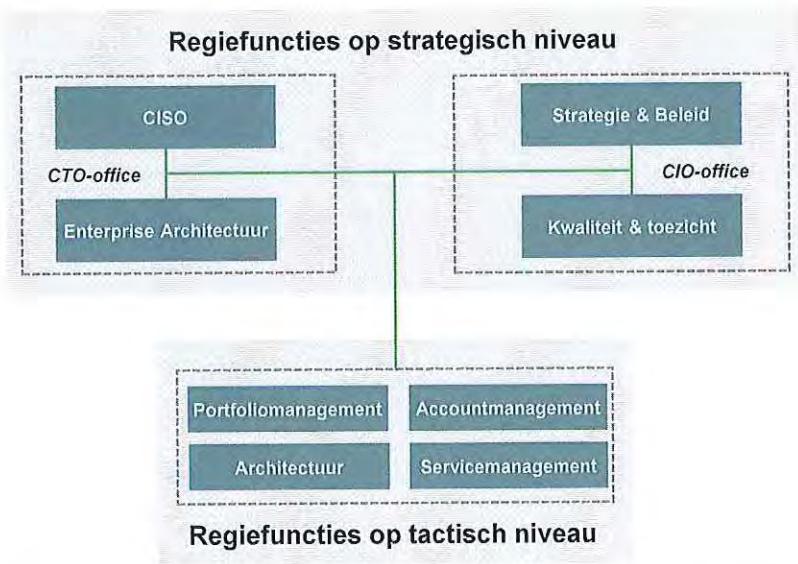 Regiefuncties op strategisch niveau
CISO
CTO-office
Enterprise Architectuur
Strategie & Beleid
CIO-office
Kwaliteit & toezicht
Portfoliomanagement
Accountmanagement
Architectuur
Servicemanagement
Regiefuncties op tactisch niveau